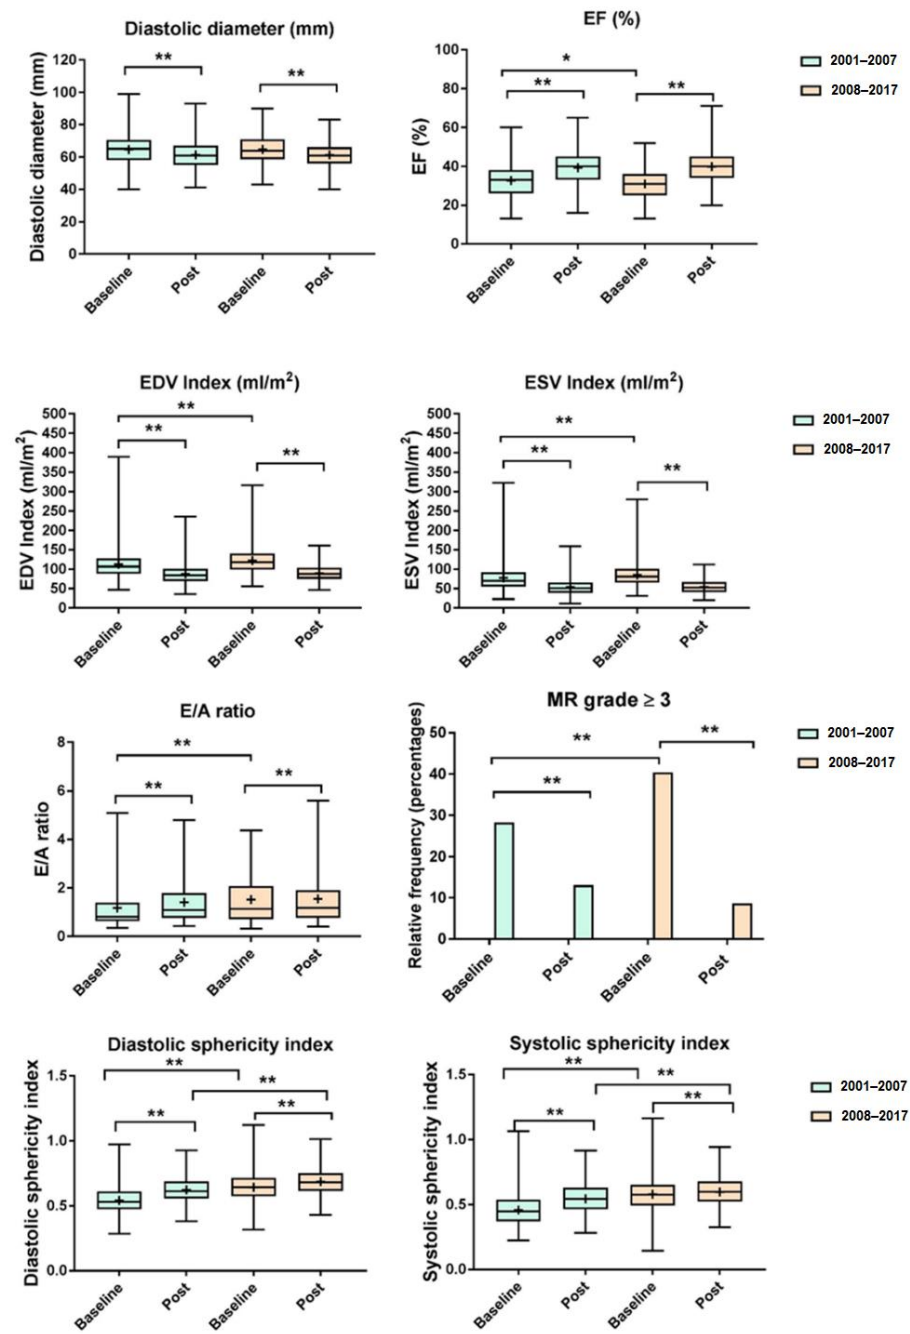 Diastolic diameter (mm)
Diastolic diameter (mm)
120
100
80
60
40
20
0
**
**
Baseline
Post
Baseline
Post
EF (%)
EF (%)
100
80
60
40
20
0
*
**
**
Baseline
Post
Baseline
Post
2001–2007
2008–2017
EDV Index (ml/m²)
EDV Index (ml/m²)
500
450
400
350
300
250
200
150
100
50
0
**
**
**
Baseline
Post
Baseline
Post
ESV Index (ml/m²)
ESV Index (ml/m²)
500
450
400
350
300
250
200
150
100
50
0
**
**
**
Baseline
Post
Baseline
Post
2001–2007
2008–2017
E/A ratio
E/A ratio
8
6
4
2
0
**
**
**
Baseline
Post
Baseline
Post
MR grade ≥ 3
Relative frequency (percentages)
50
40
30
20
10
0
**
**
**
Baseline
Post
Baseline
Post
2001–2007
2008–2017
Diastolic sphericity index
Diastolic sphericity index
1.5
1.0
0.5
0.0
**
**
**
**
Baseline
Post
Baseline
Post
Systolic sphericity index
Systolic sphericity index
1.5
1.0
0.5
0.0
**
**
**
**
Baseline
Post
Baseline
Post
2001–2007
2008–2017